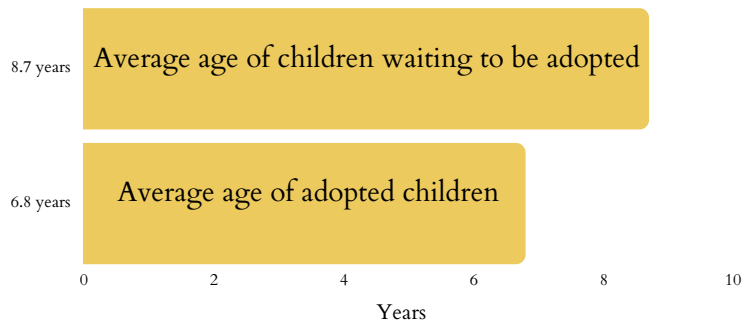 8.7 years
Average age of children waiting to be adopted
6.8 years
Average age of adopted children
0 2 4 6 8 10
Years